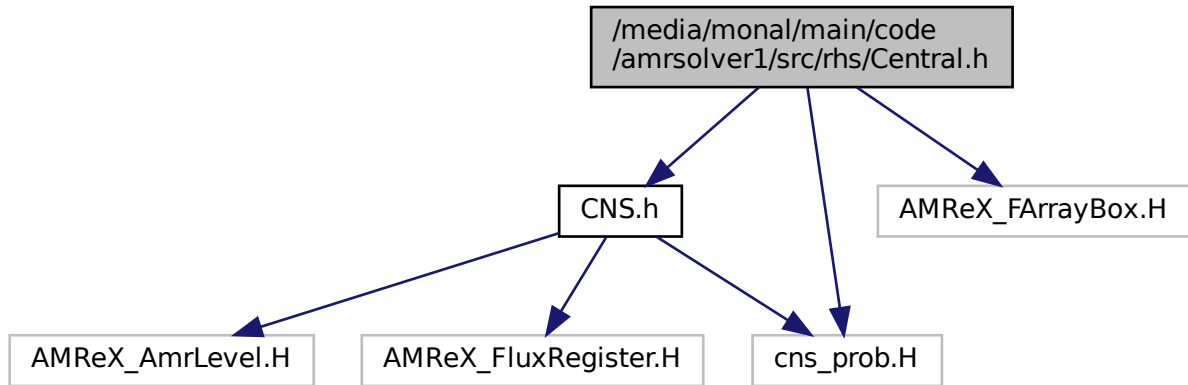 /media/monal/main/code
/amrsolver1/src/rhs/Central.h
CNS.h
AMReX_FArrayBox.H
AMReX_AmrLevel.H
AMReX_FluxRegister.H
cns_prob.H